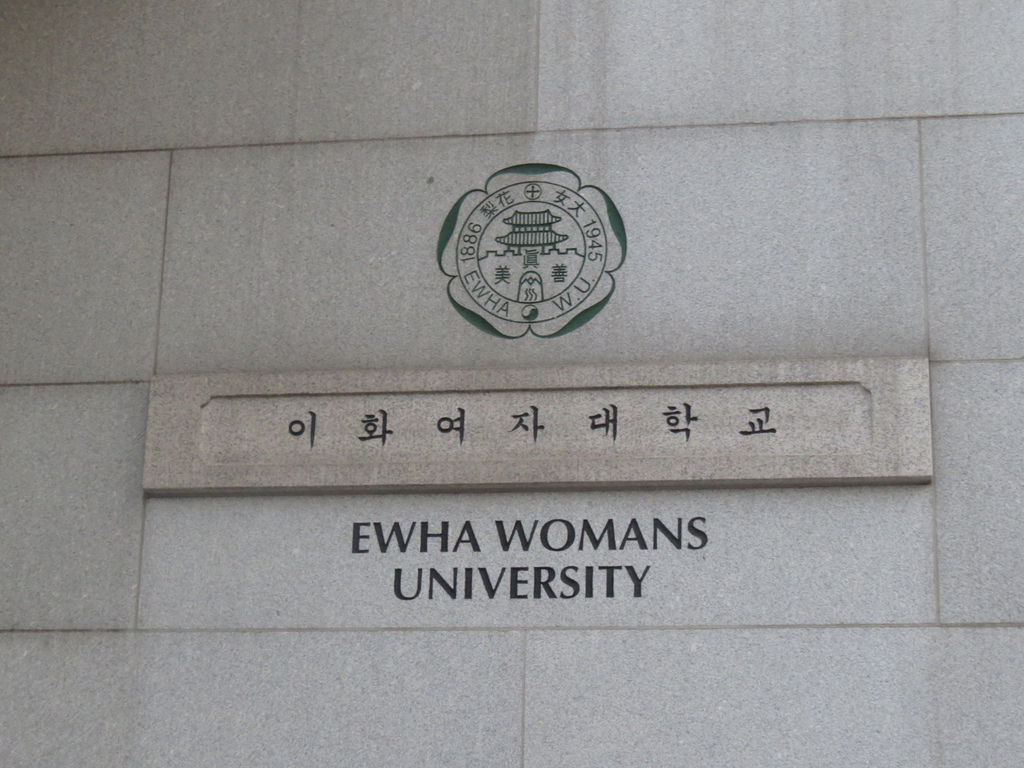 1886 梨花 女大 1945
EWHA W.U.
眞
美 善
이화여자대학교
EWHA WOMANS
UNIVERSITY